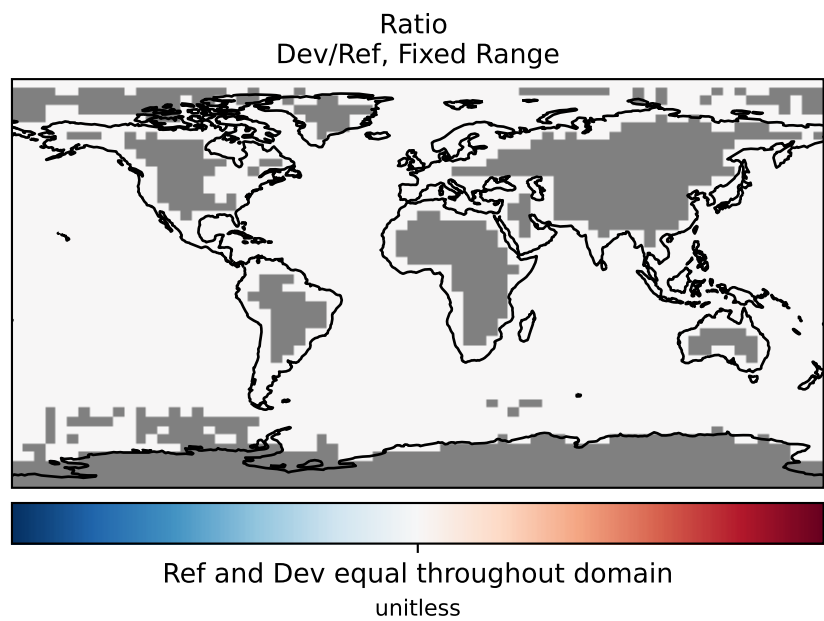 Ratio
Dev/Ref, Fixed Range
Ref and Dev equal throughout domain
unitless